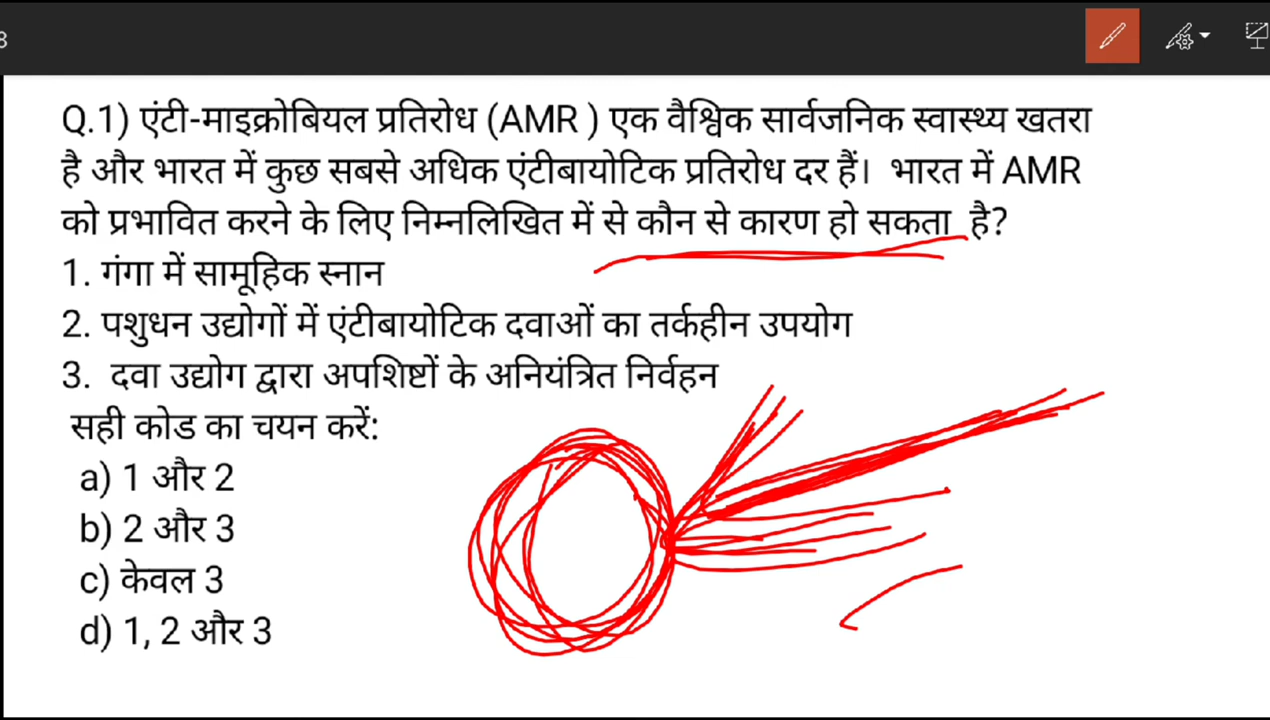 8
Q.1) एंटी-माइक्रोबियल प्रतिरोध (AMR ) एक वैश्विक सार्वजनिक स्वास्थ्य खतरा
है और भारत में कुछ सबसे अधिक एंटीबायोटिक प्रतिरोध दर हैं। भारत में AMR
को प्रभावित करने के लिए निम्नलिखित में से कौन से कारण हो सकता है?
1. गंगा में सामूहिक स्नान
2. पशुधन उद्योगों में एंटीबायोटिक दवाओं का तर्कहीन उपयोग
3. दवा उद्योग द्वारा अपशिष्टों के अनियंत्रित निर्वहन
सही कोड का चयन करें:
a) 1 और 2
b) 2 और 3
c) केवल 3
d) 1, 2 और 3